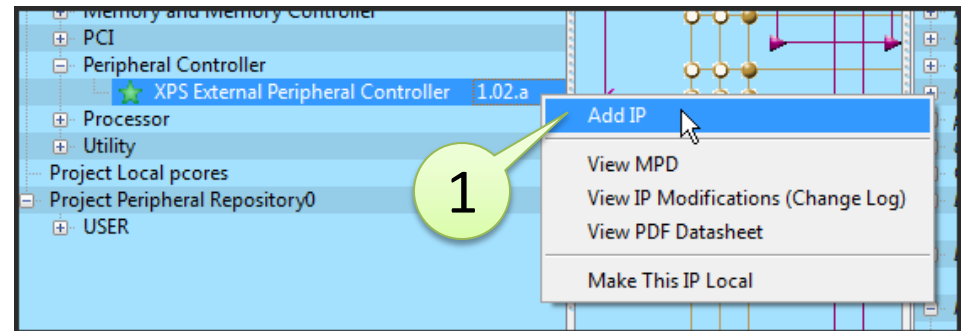 Memory and Memory Controller
PCI
Peripheral Controller
XPS External Peripheral Controller 1.02.a
Add IP
Processor
Utility
View MPD
Project Local pcores
1
View IP Modifications (Change Log)
Project Peripheral Repository0
USER
View PDF Datasheet
Make This IP Local